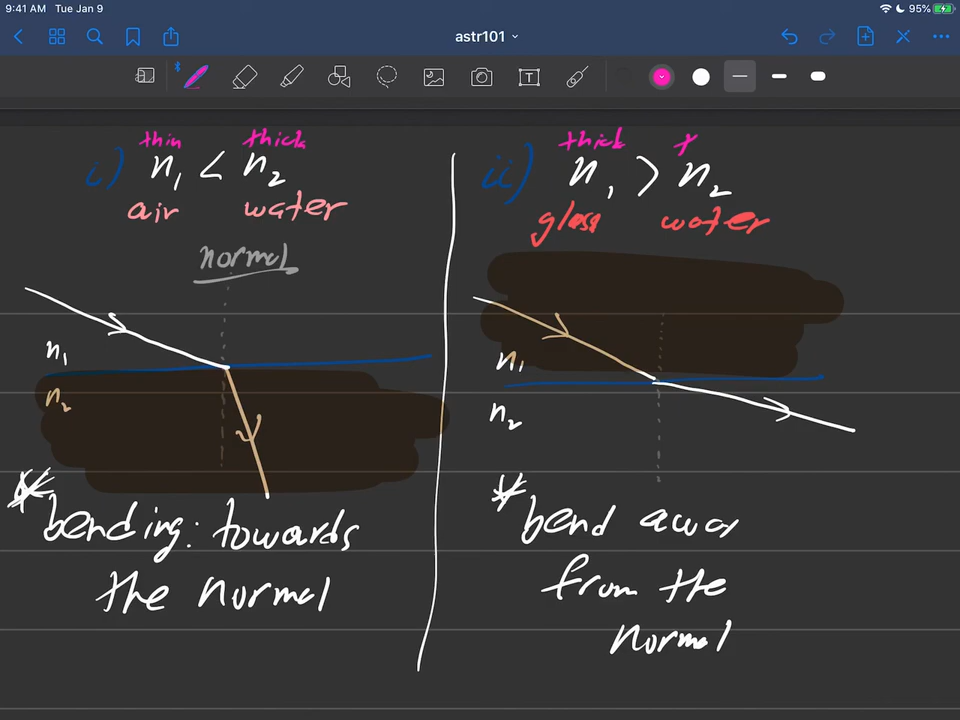 9:41 AM Tue Jan 9
95%
astr101
T
thin thick
i) n₁ < n₂
air water
normal
n₁
n₂
bending: towards
the normal
thick t
ii) n₁ > n₂
glass water
n₁
n₂
bend away
from the
normal